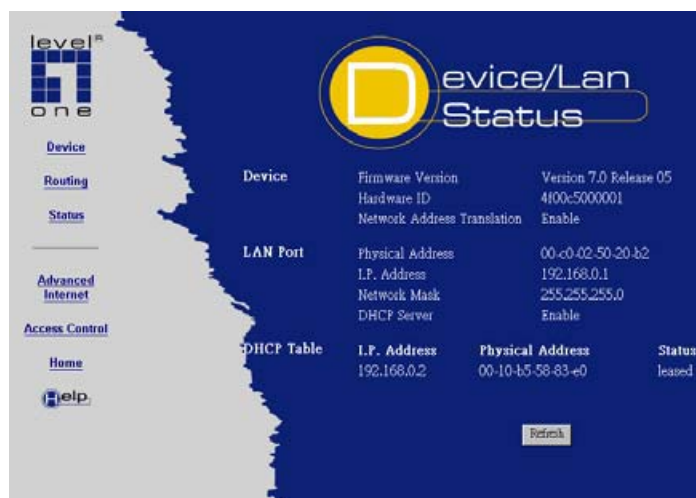 level®
one
Device
Routing
Status
Advanced
Internet
Access Control
Home
Help
Device/Lan
Status
Device Firmware Version Version 7.0 Release 05
Hardware ID 4f00c5000001
Network Address Translation Enable
LAN Port Physical Address 00-c0-02-50-20-b2
I.P. Address 192.168.0.1
Network Mask 255.255.255.0
DHCP Server Enable
DHCP Table I.P. Address Physical Address Status
192.168.0.2 00-10-b5-58-83-e0 leased
Refresh